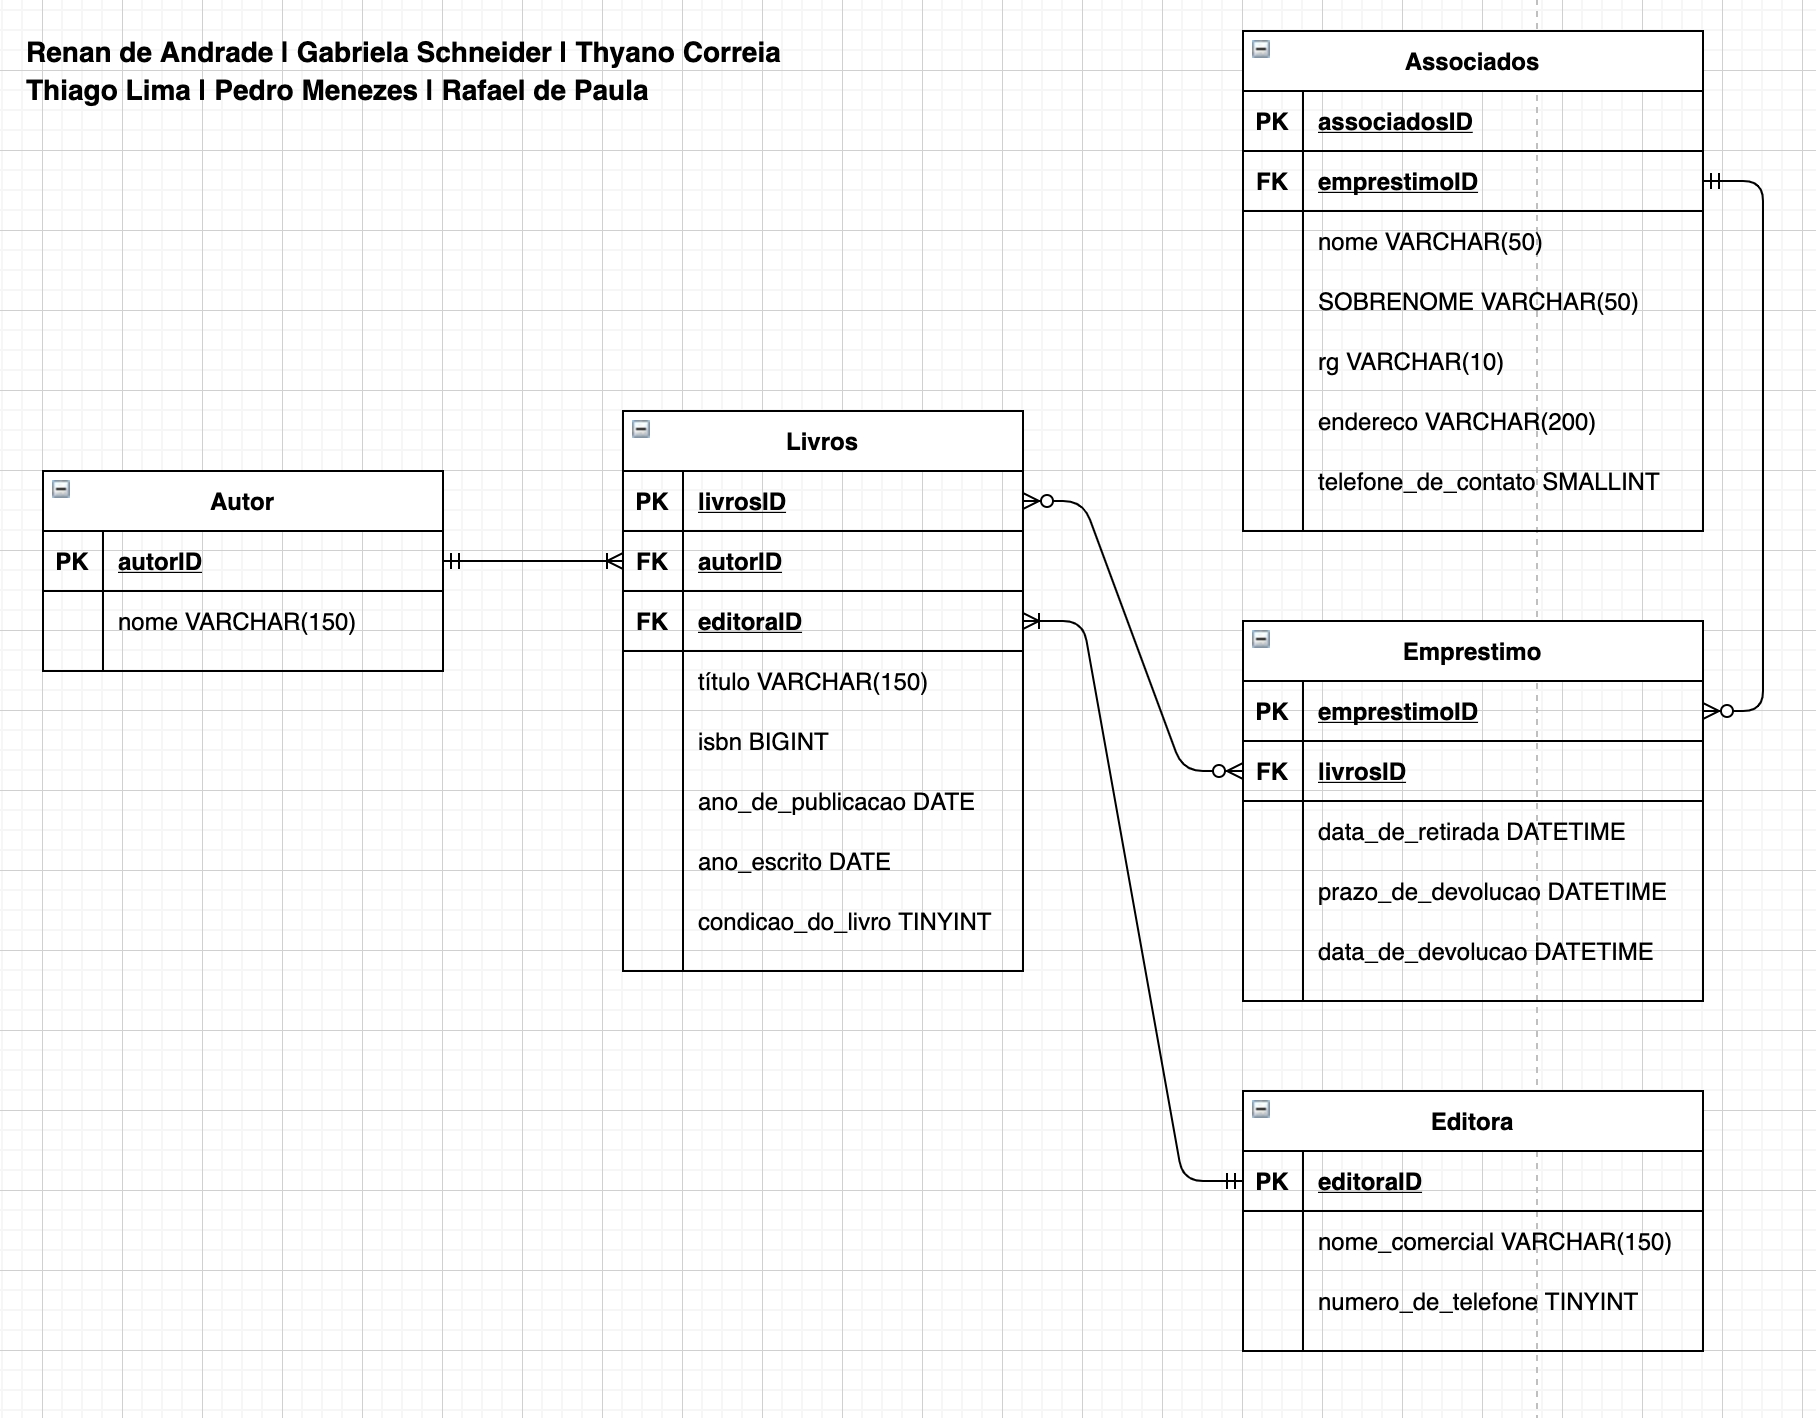 Renan de Andrade | Gabriela Schneider | Thyano Correia
Thiago Lima | Pedro Menezes | Rafael de Paula
Autor
PK autorID
nome VARCHAR(150)
Livros
PK livrosID
FK autorID
FK editoraID
título VARCHAR(150)
isbn BIGINT
ano_de_publicacao DATE
ano_escrito DATE
condicao_do_livro TINYINT
Associados
PK associadosID
FK emprestimoID
nome VARCHAR(50)
SOBRENOME VARCHAR(50)
rg VARCHAR(10)
endereco VARCHAR(200)
telefone_de_contato SMALLINT
Emprestimo
PK emprestimoID
FK livrosID
data_de_retirada DATETIME
prazo_de_devolucao DATETIME
data_de_devolucao DATETIME
Editora
PK editoraID
nome_comercial VARCHAR(150)
numero_de_telefone TINYINT